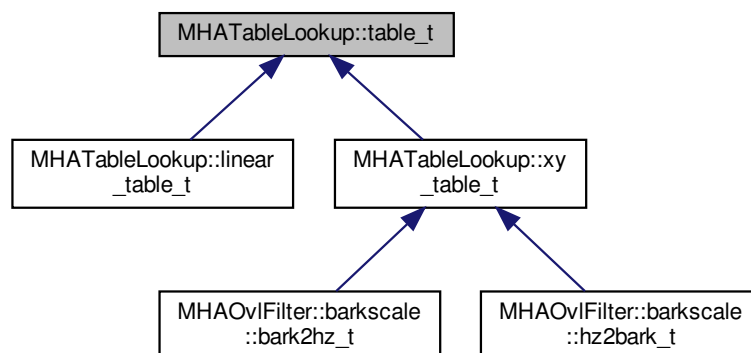 MHATableLookup::table_t
MHATableLookup::linear
_table_t
MHATableLookup::xy
_table_t
MHAOvlFilter::barkscale
::bark2hz_t
MHAOvlFilter::barkscale
::hz2bark_t